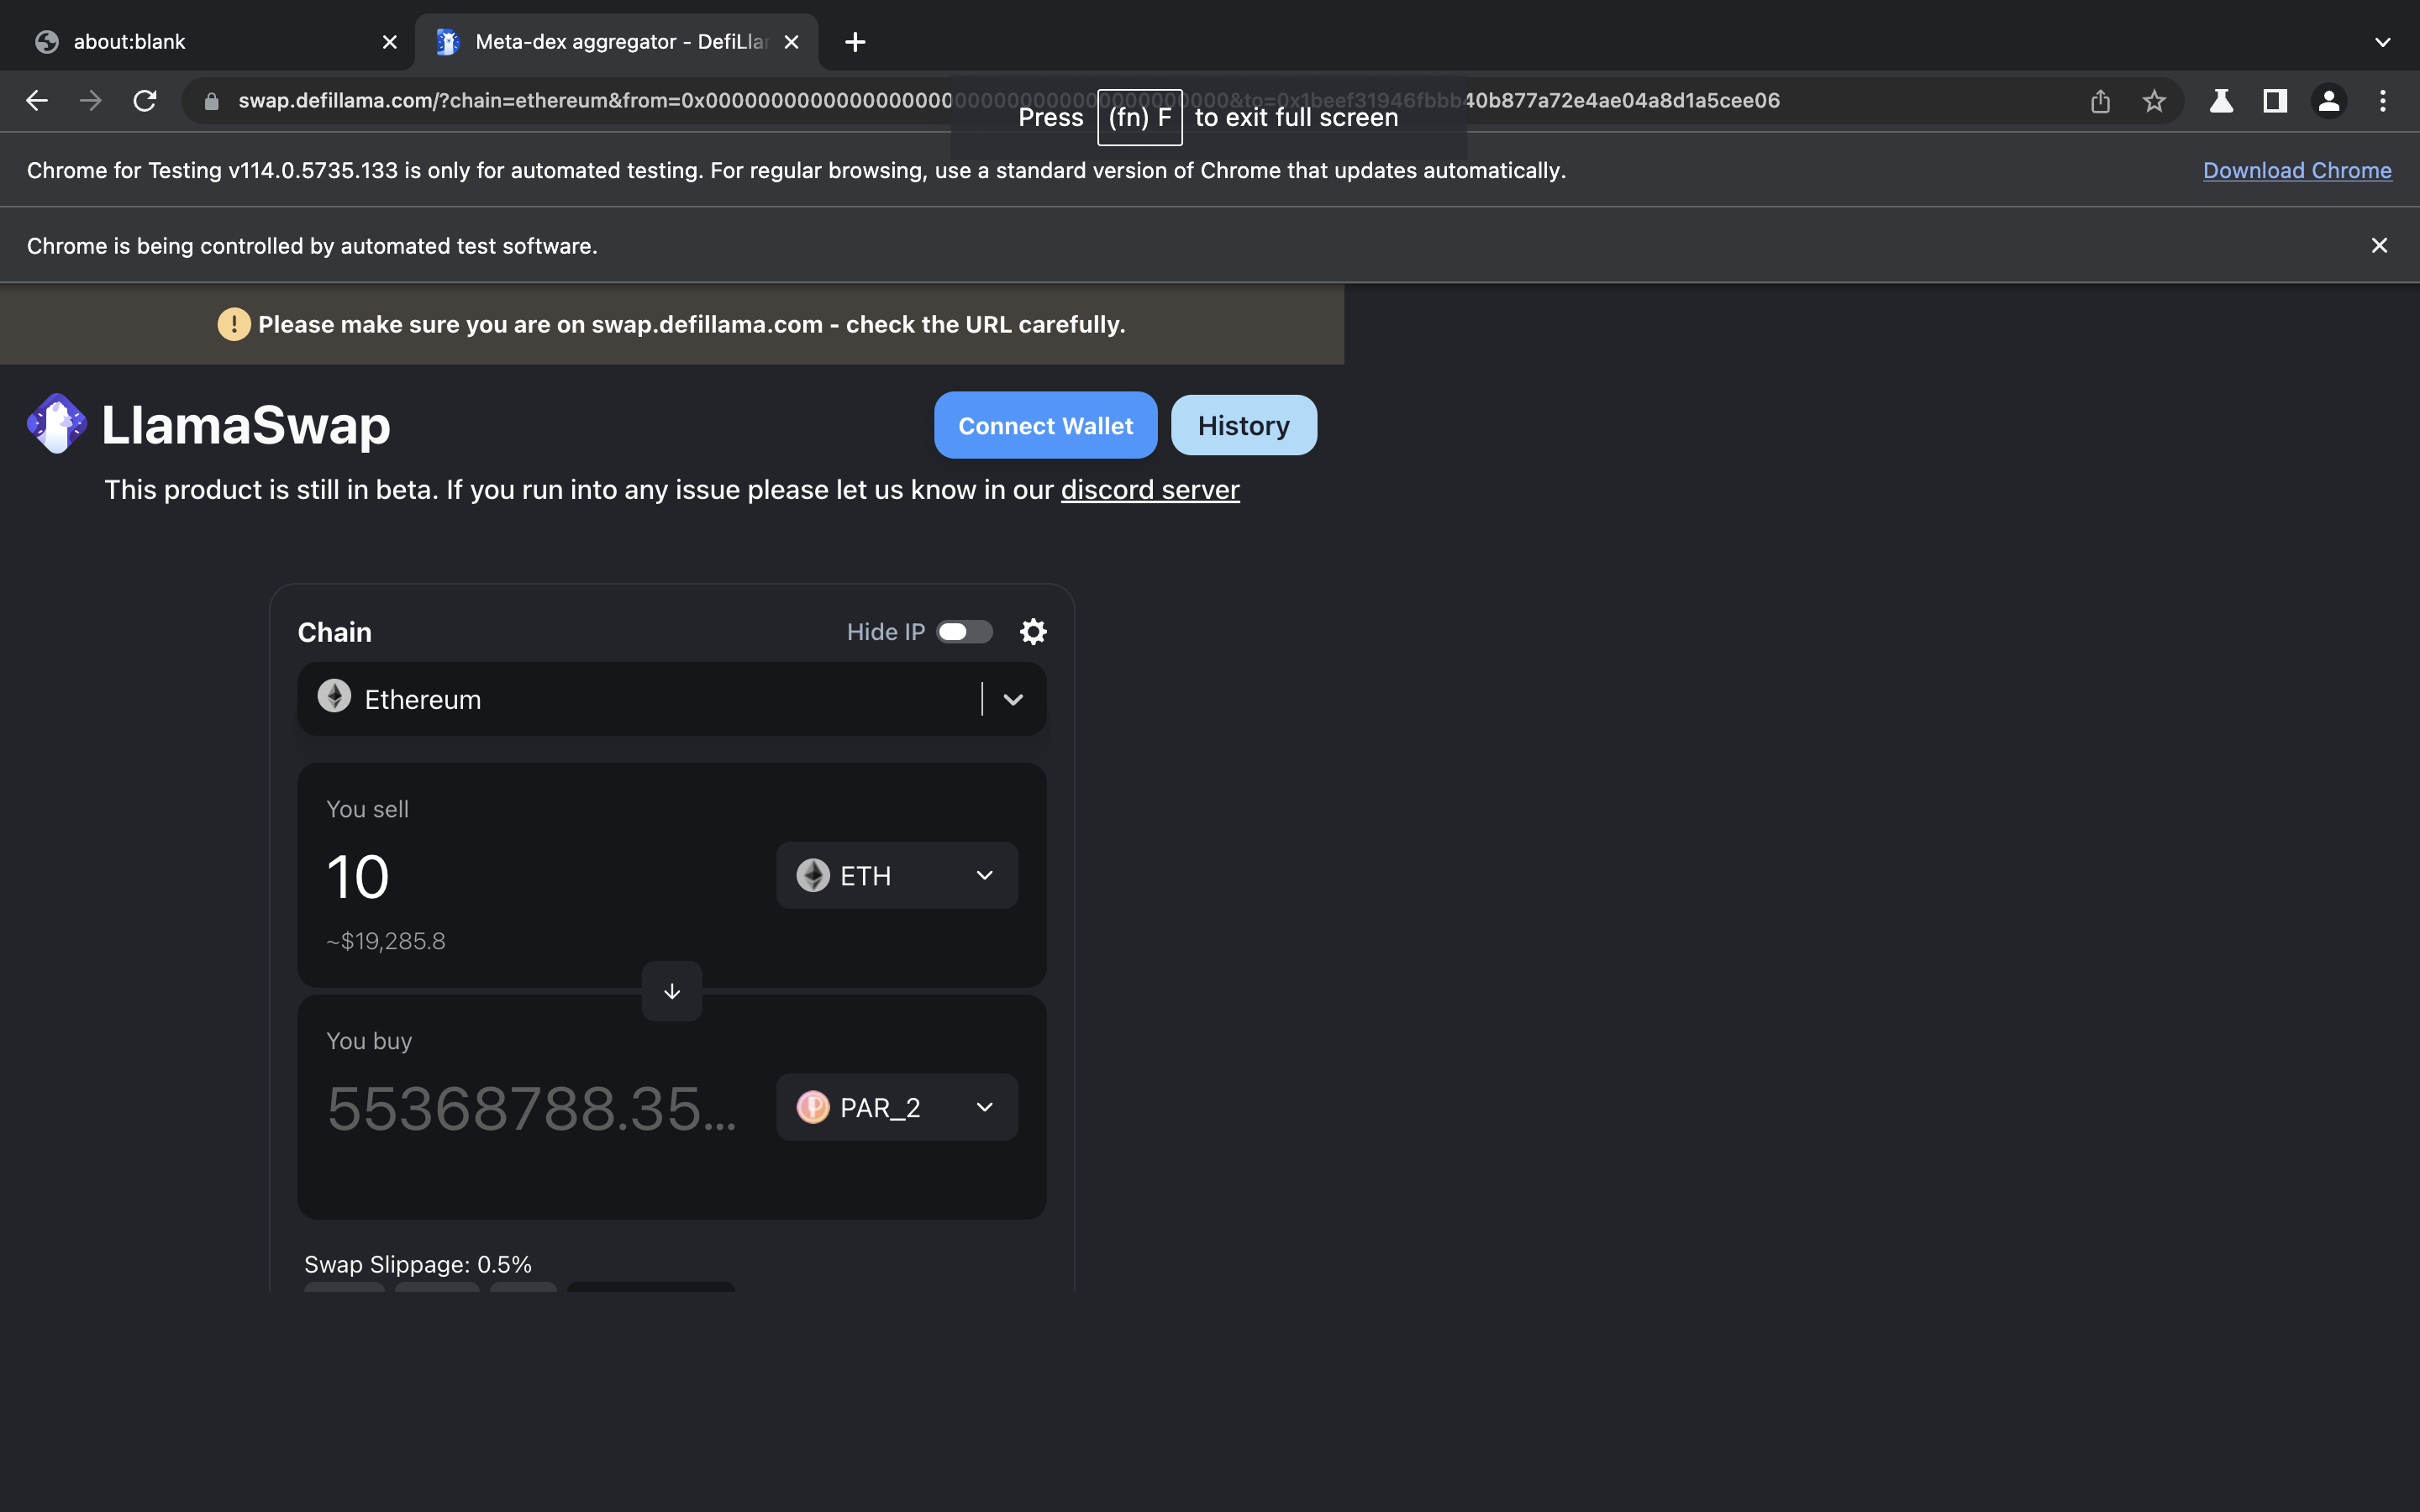 about:blank
Meta-dex aggregator - DefiLlar
swap.defillama.com/?chain=ethereum&from=0x0000000000000000000000000000000000000000&to=0x1beef31946fbbb40b877a72e4ae04a8d1a5cee06
Press (fn) F to exit full screen
Chrome for Testing v114.0.5735.133 is only for automated testing. For regular browsing, use a standard version of Chrome that updates automatically.
Download Chrome
Chrome is being controlled by automated test software.
Please make sure you are on swap.defillama.com - check the URL carefully.
LlamaSwap
Connect Wallet
History
This product is still in beta. If you run into any issue please let us know in our discord server
Chain
Hide IP
Ethereum
You sell
10
ETH
~$19,285.8
You buy
55368788.35...
PAR_2
Swap Slippage: 0.5%